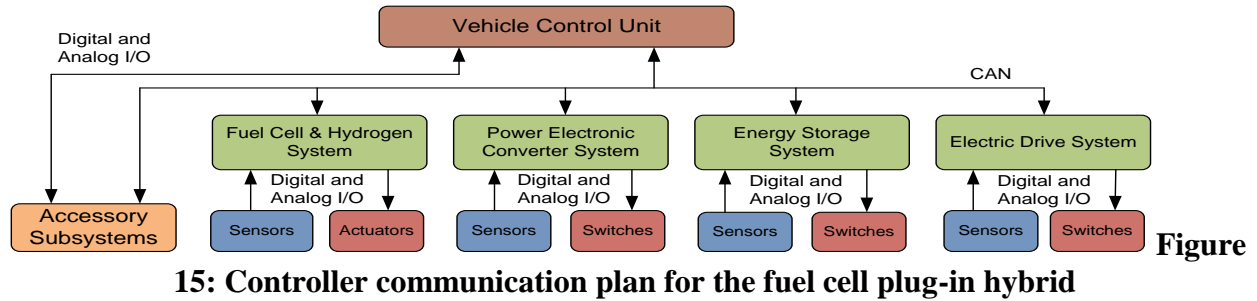 Vehicle Control Unit
Digital and
Analog I/O
CAN
Fuel Cell & Hydrogen
System
Power Electronic
Converter System
Energy Storage
System
Electric Drive System
Digital and
Analog I/O
Digital and
Analog I/O
Digital and
Analog I/O
Digital and
Analog I/O
Accessory
Subsystems
Sensors
Actuators
Sensors
Switches
Sensors
Switches
Sensors
Switches
Figure
15: Controller communication plan for the fuel cell plug-in hybrid